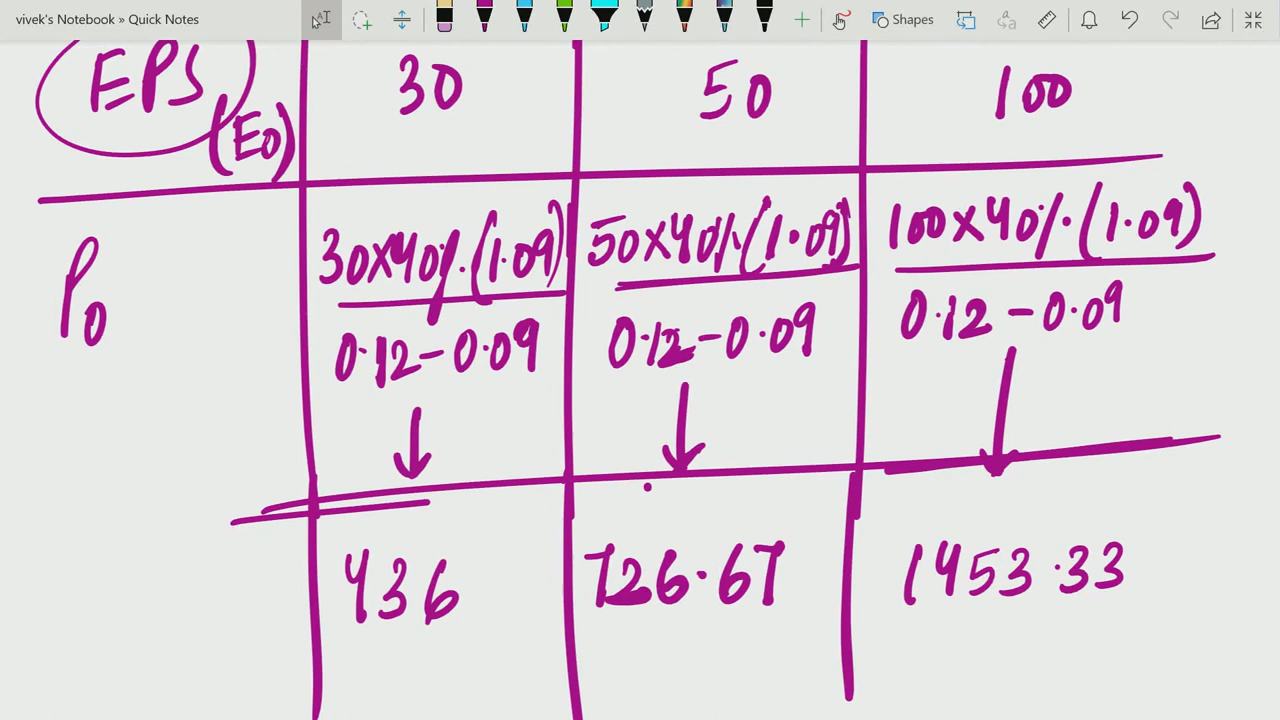 vivek's Notebook » Quick Notes
Shapes
EPS (E0) 30 50 100
P0
30×40%(1.09) 50×40%(1.09) 100×40%(1.09)
0.12-0.09 0.12-0.09 0.12-0.09
436 726.67 1453.33